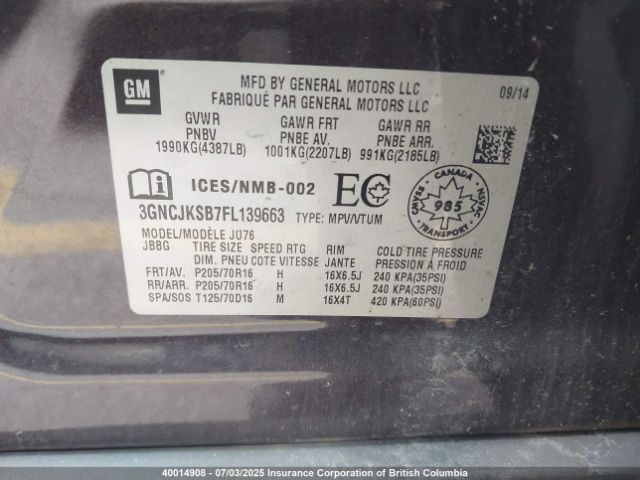 GM ®
MFD BY GENERAL MOTORS LLC 09/14
FABRIQUÉ PAR GENERAL MOTORS LLC
GVWR GAWR FRT GAWR RR
PNBV PNBE AV. PNBE ARR.
1990KG(4387LB) 1001KG(2207LB) 991KG(2185LB)
i ICES/NMB-002 EC
CANADA
CMVSS 985 NSVAC
3GNCJKSB7FL139663 TYPE: MPV/VTUM
MODEL/MODÈLE JU76
JBBG TIRE SIZE SPEED RTG RIM COLD TIRE PRESSURE
DIM. PNEU COTE VITESSE JANTE PRESSION À FROID
FRT/AV. P205/70R16 H 16X6.5J 240 KPA(35PSI)
RR/ARR. P205/70R16 H 16X6.5J 240 KPA(35PSI)
SPA/SOS T125/70D16 M 16X4T 420 KPA(60PSI)
40014908 - 07/03/2025 Insurance Corporation of British Columbia